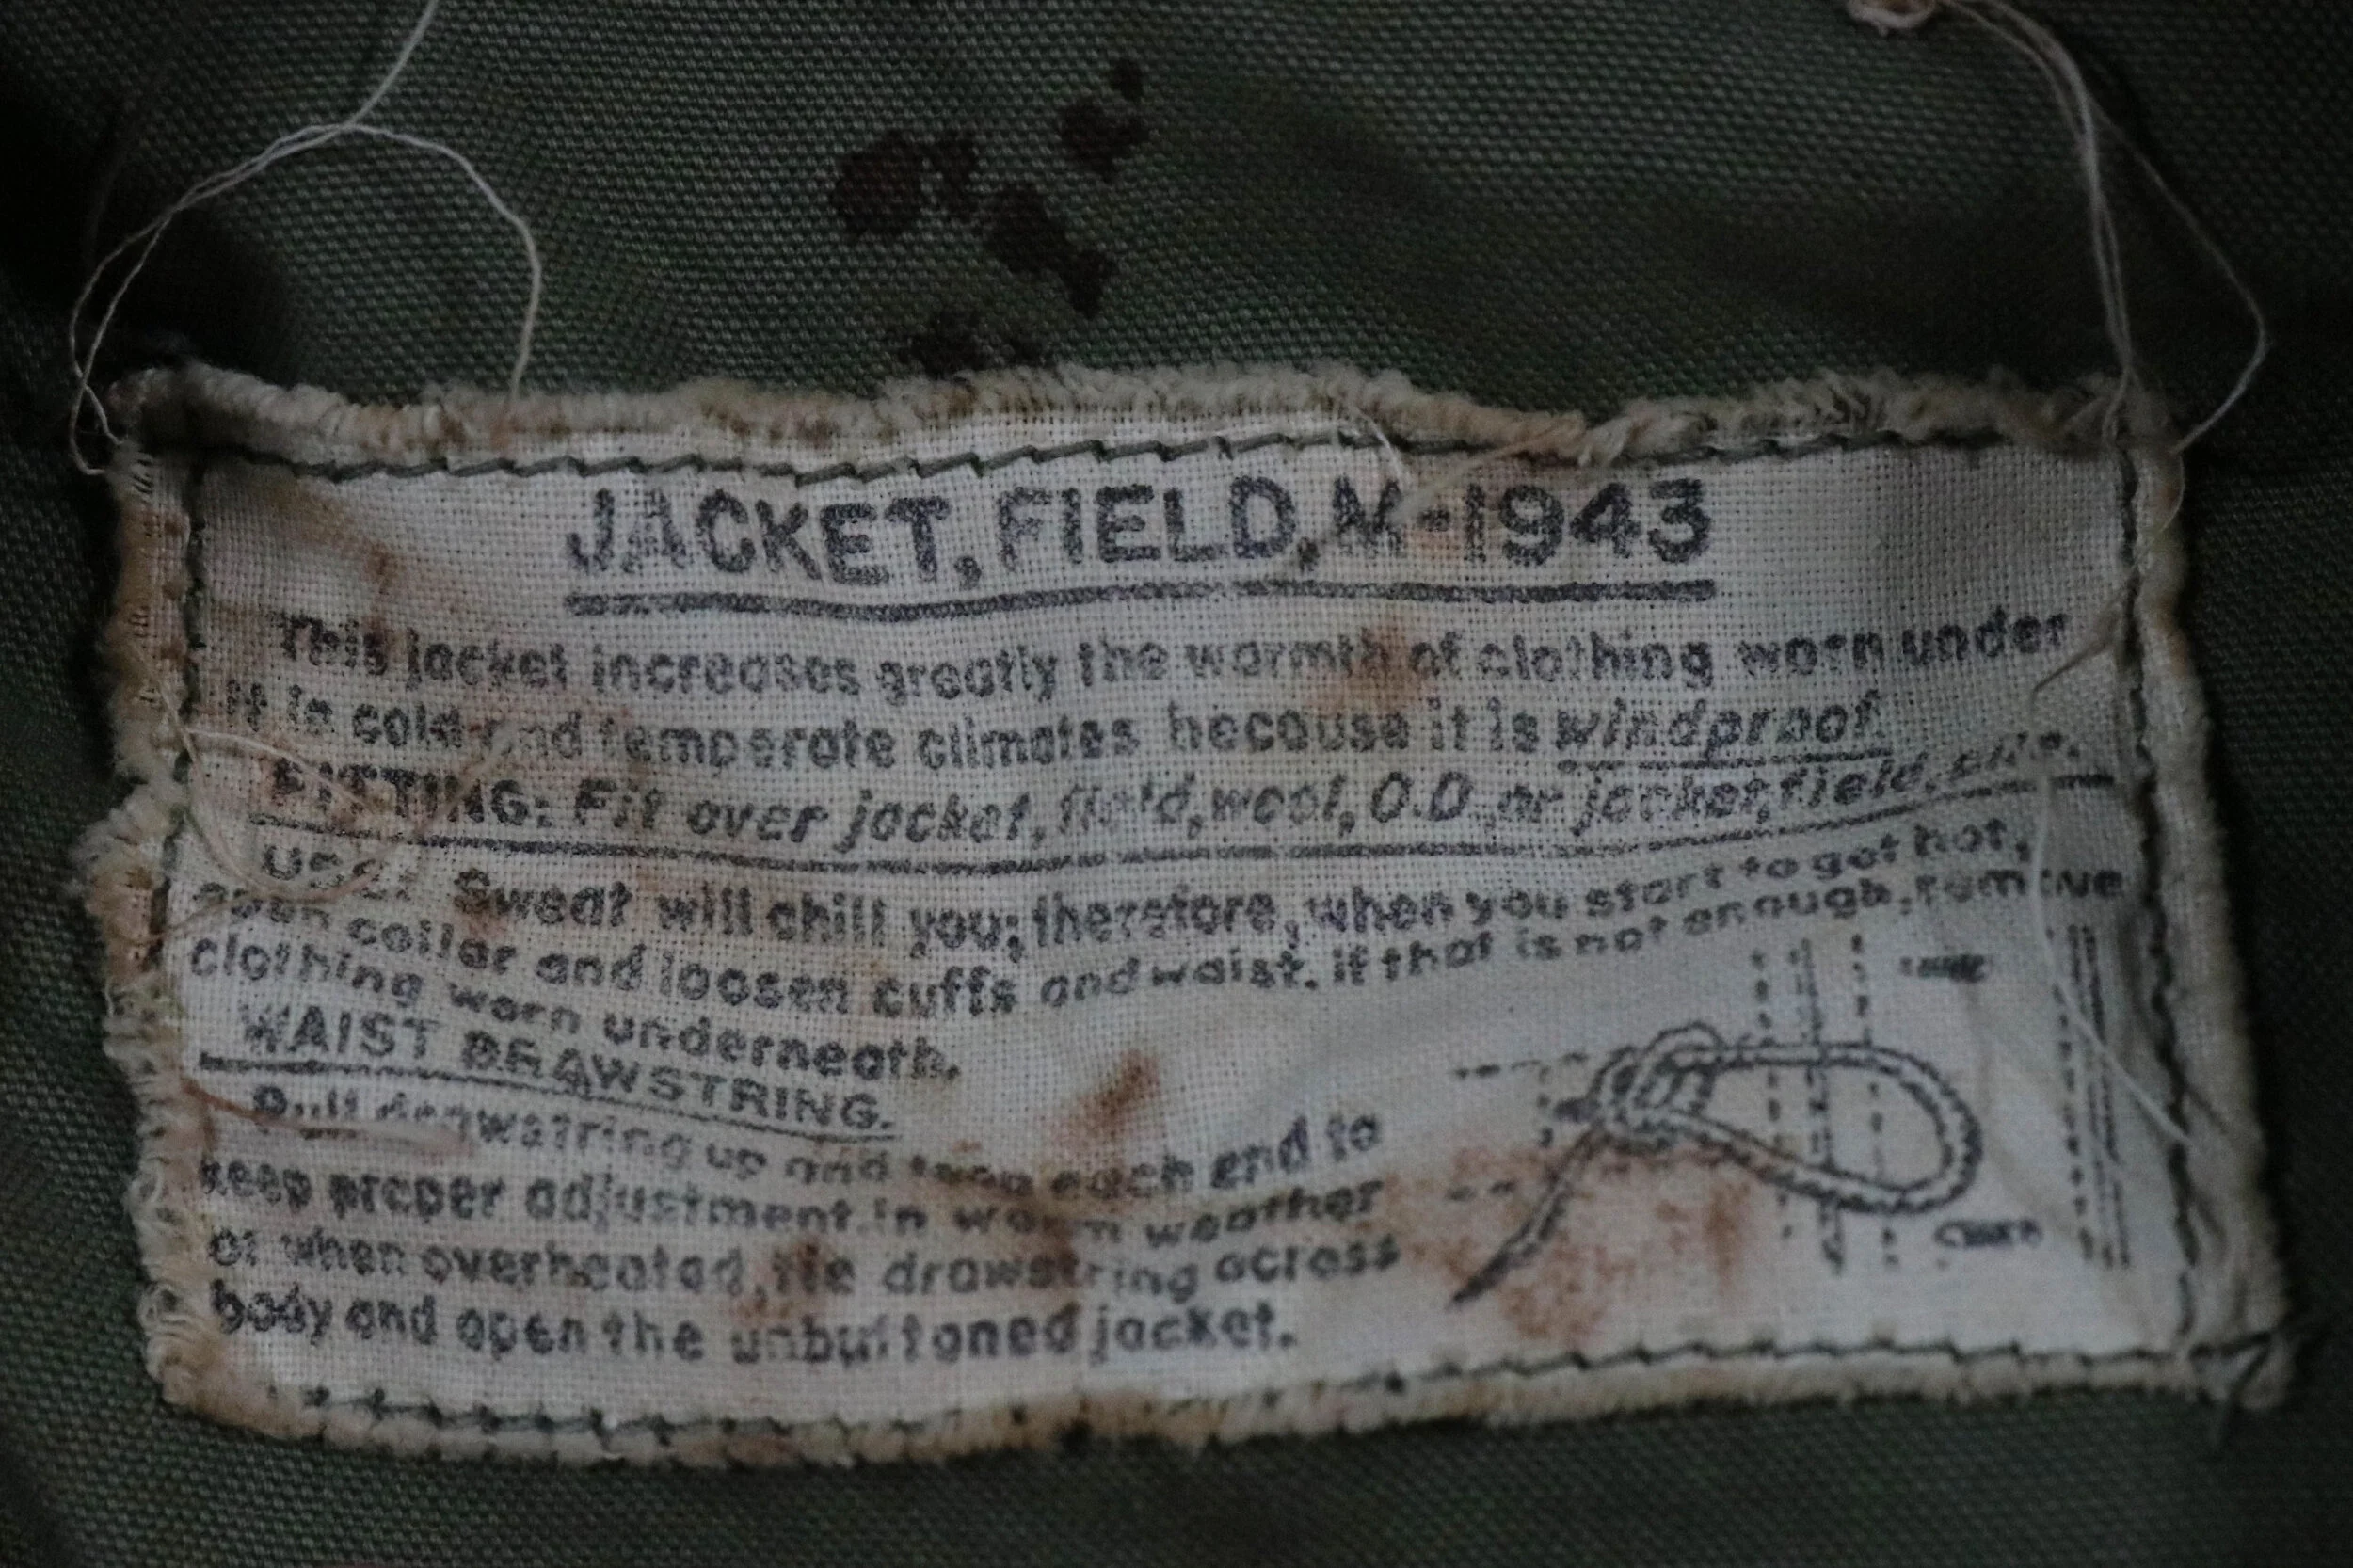 JACKET, FIELD, M-1943
This jacket increases greatly the warmth of clothing worn under
it in cold and temperate climates because it is windproof.
FITTING: Fit over jacket, field, wool, O.D. or jacket, field, pile.
USE: Sweat will chill you; therefore, when you start to get hot,
open collar and loosen cuffs and waist. If that is not enough, remove
clothing worn underneath.
WAIST DRAWSTRING.
Pull drawstring up and each end to
keep proper adjustment. In warm weather
or when overheated, tie drawstring across
body and open the unbuttoned jacket.